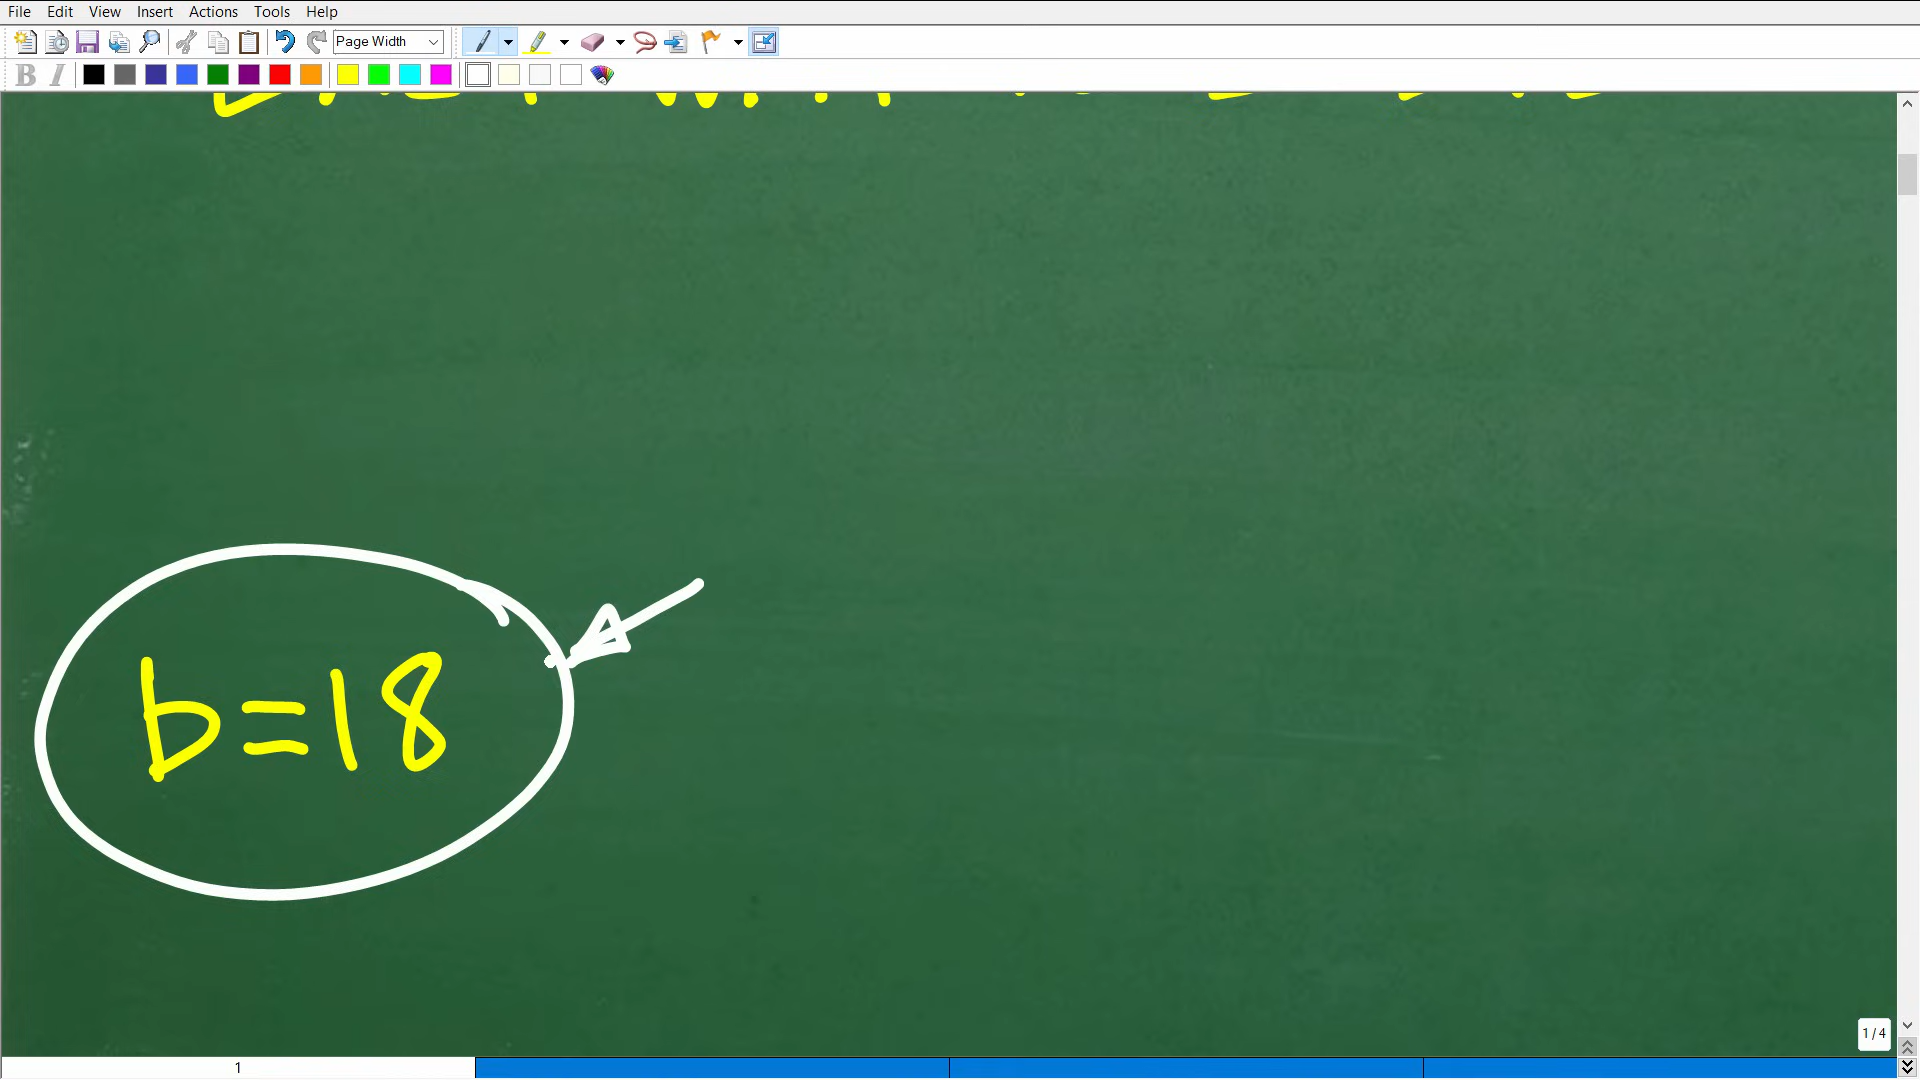 File Edit View Insert Actions Tools Help
Page Width
B I
b=18
1 / 4
1